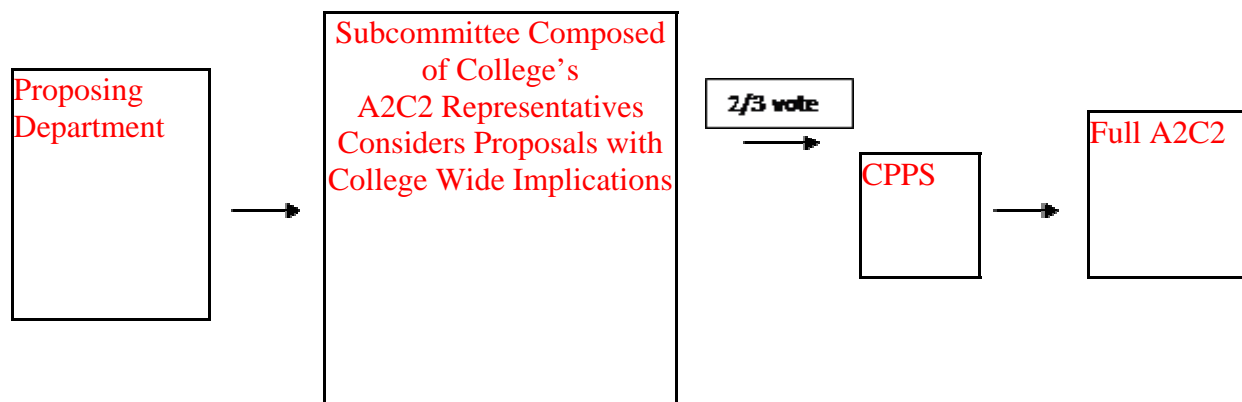 Proposing
Department
Subcommittee Composed
of College’s
A2C2 Representatives
Considers Proposals with
College Wide Implications
2/3 vote
CPPS
Full A2C2